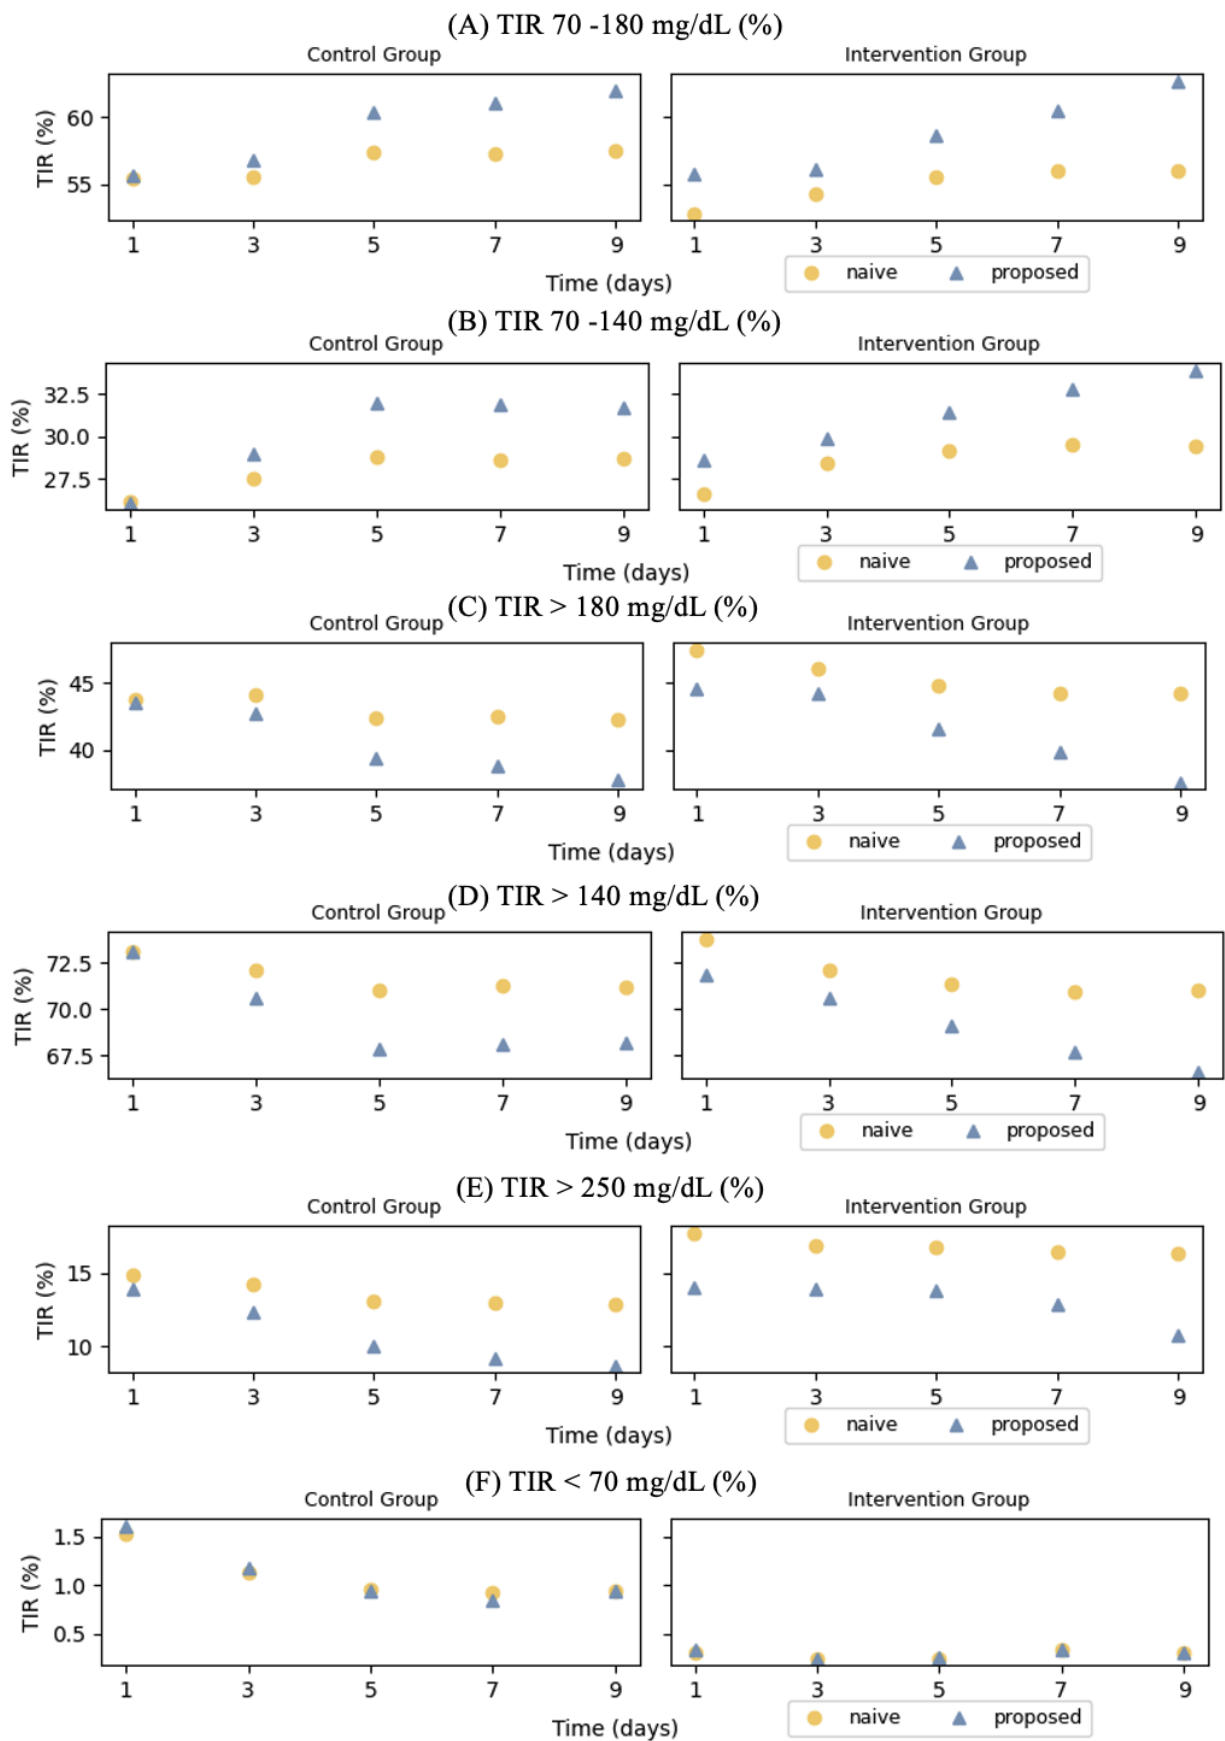 (A) TIR 70 -180 mg/dL (%)
Control Group Intervention Group
TIR (%)
60
55
1 3 5 7 9 1 3 5 7 9
Time (days)
naive proposed
(B) TIR 70 -140 mg/dL (%)
Control Group Intervention Group
TIR (%)
32.5
30.0
27.5
1 3 5 7 9 1 3 5 7 9
naive proposed
Time (days)
(C) TIR > 180 mg/dL (%)
Control Group Intervention Group
TIR (%)
45
40
1 3 5 7 9 1 3 5 7 9
naive proposed
Time (days)
(D) TIR > 140 mg/dL (%)
Control Group Intervention Group
TIR (%)
72.5
70.0
67.5
1 3 5 7 9 1 3 5 7 9
naive proposed
Time (days)
(E) TIR > 250 mg/dL (%)
Control Group Intervention Group
TIR (%)
15
10
1 3 5 7 9 1 3 5 7 9
naive proposed
Time (days)
(F) TIR < 70 mg/dL (%)
Control Group Intervention Group
TIR (%)
1.5
1.0
0.5
1 3 5 7 9 1 3 5 7 9
naive proposed
Time (days)